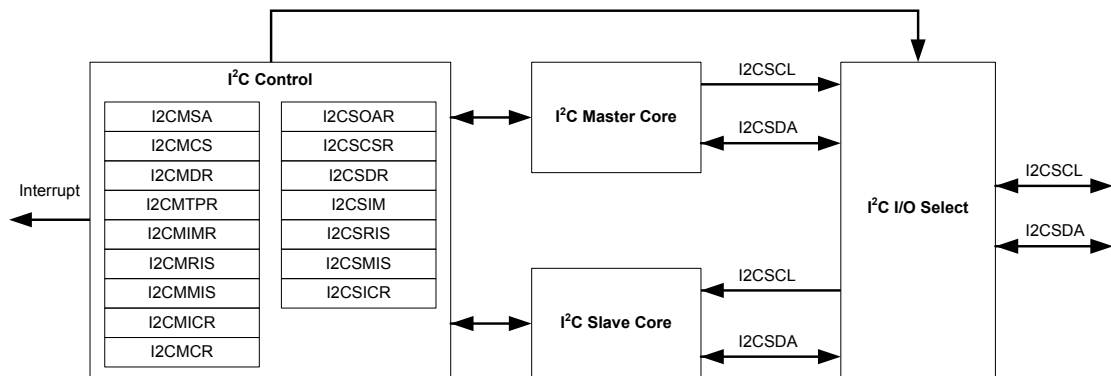 I²C Control
I2CMSA
I2CMCS
I2CMDR
I2CMTPR
I2CMIMR
I2CMRIS
I2CMMIS
I2CMICR
I2CMCR
I2CSOAR
I2CSCSR
I2CSDR
I2CSIM
I2CSRIS
I2CSMIS
I2CSICR
Interrupt
I²C Master Core
I2CSCL
I2CSDA
I²C Slave Core
I2CSCL
I2CSDA
I²C I/O Select
I2CSCL
I2CSDA